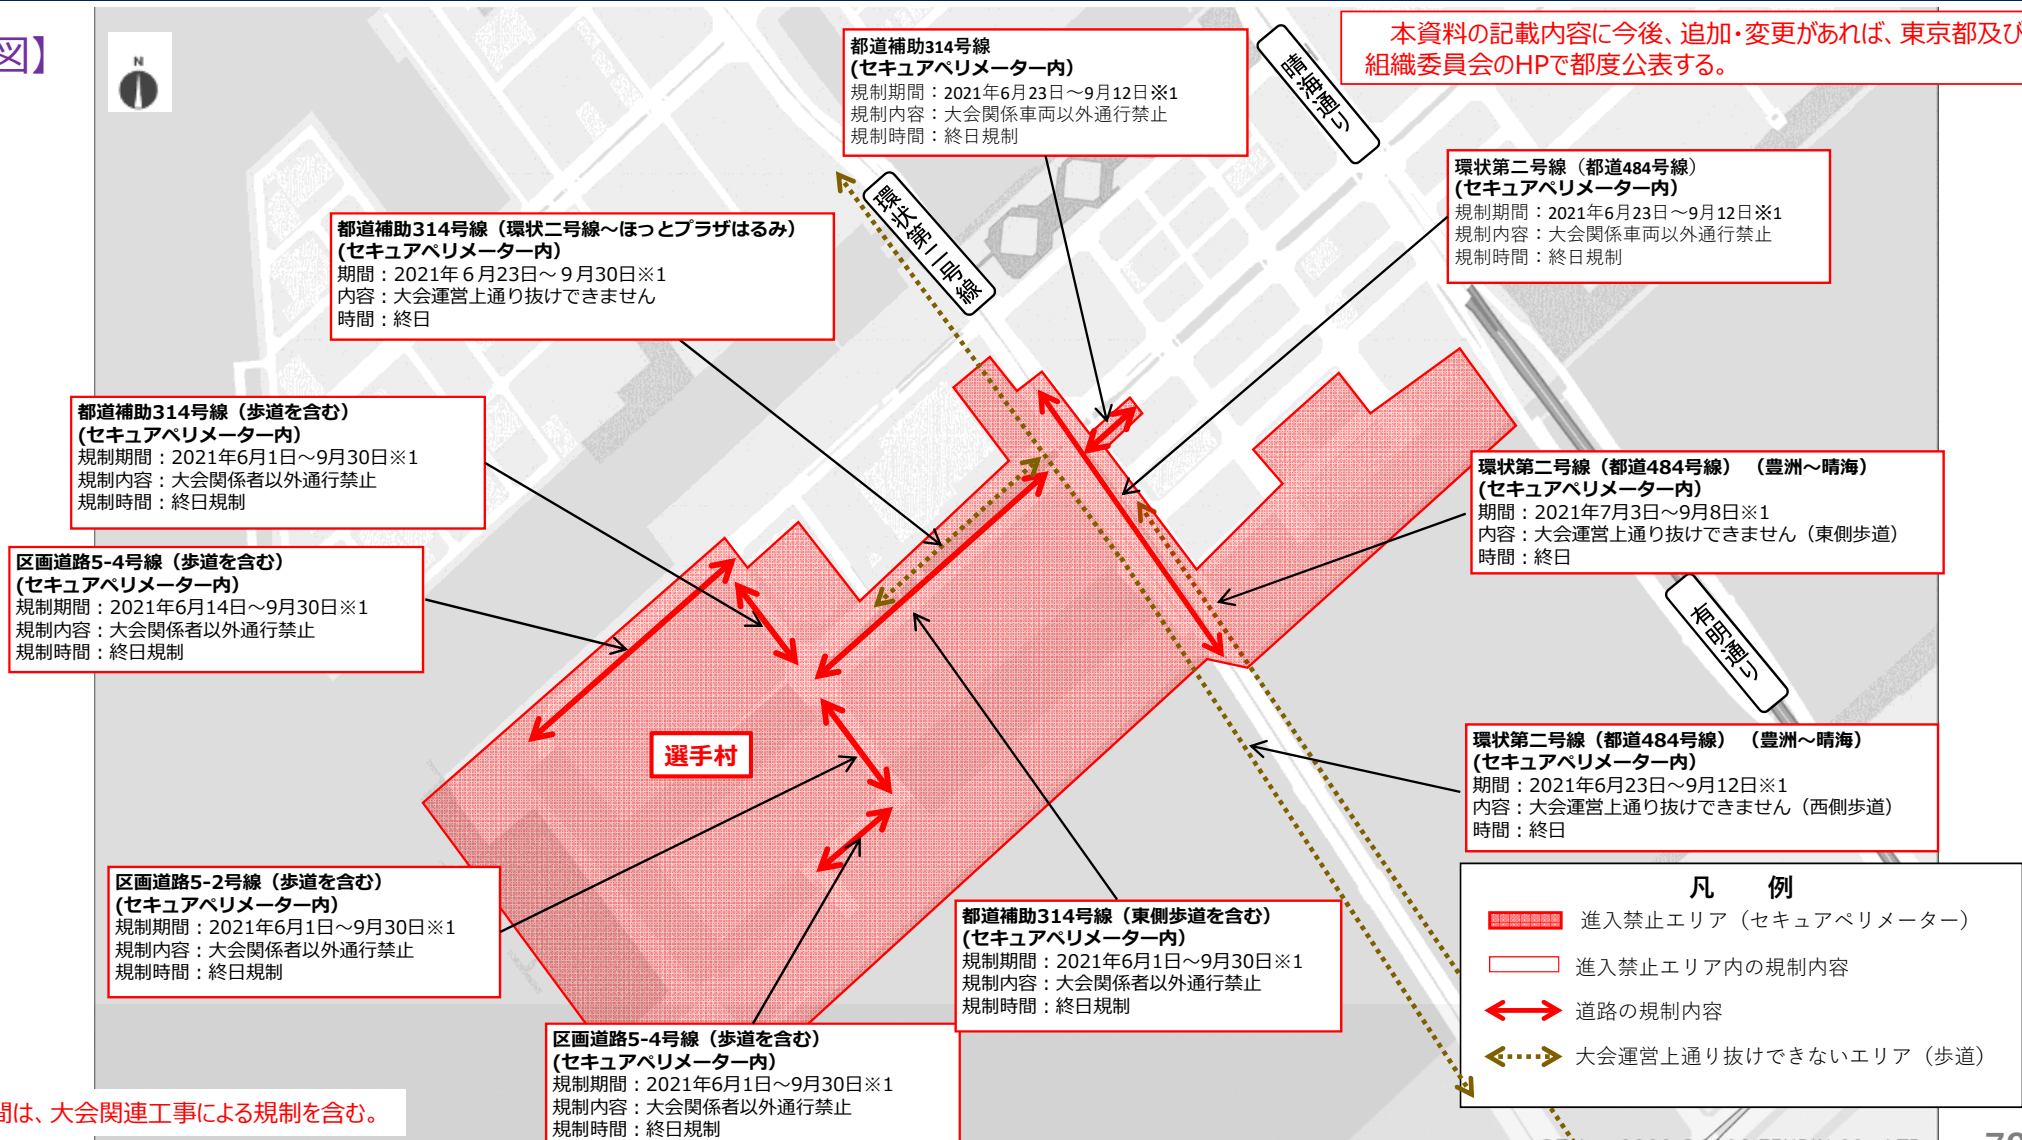 図】
N
本資料の記載内容に今後、追加・変更があれば、東京都及び
組織委員会のHPで都度公表する。
都道補助314号線
(セキュアペリメーター内)
規制期間：2021年6月23日～9月12日※1
規制内容：大会関係車両以外通行禁止
規制時間：終日規制
晴海通り
環状第二号線（都道484号線）
(セキュアペリメーター内)
規制期間：2021年6月23日～9月12日※1
規制内容：大会関係車両以外通行禁止
規制時間：終日規制
環状第二号線
都道補助314号線（環状二号線～ほっとプラザはるみ）
(セキュアペリメーター内)
期間：2021年６月23日～９月30日※1
内容：大会運営上通り抜けできません
時間：終日
都道補助314号線（歩道を含む）
(セキュアペリメーター内)
規制期間：2021年6月1日～9月30日※1
規制内容：大会関係者以外通行禁止
規制時間：終日規制
環状第二号線（都道484号線）（豊洲～晴海）
(セキュアペリメーター内)
期間：2021年7月3日～9月8日※1
内容：大会運営上通り抜けできません（東側歩道）
時間：終日
区画道路5-4号線（歩道を含む）
(セキュアペリメーター内)
規制期間：2021年6月14日～9月30日※1
規制内容：大会関係者以外通行禁止
規制時間：終日規制
有明通り
選手村
環状第二号線（都道484号線）（豊洲～晴海）
(セキュアペリメーター内)
期間：2021年6月23日～9月12日※1
内容：大会運営上通り抜けできません（西側歩道）
時間：終日
区画道路5-2号線（歩道を含む）
(セキュアペリメーター内)
規制期間：2021年6月1日～9月30日※1
規制内容：大会関係者以外通行禁止
規制時間：終日規制
都道補助314号線（東側歩道を含む）
(セキュアペリメーター内)
規制期間：2021年6月1日～9月30日※1
規制内容：大会関係者以外通行禁止
規制時間：終日規制
区画道路5-4号線（歩道を含む）
(セキュアペリメーター内)
規制期間：2021年6月1日～9月30日※1
規制内容：大会関係者以外通行禁止
規制時間：終日規制
凡　例
進入禁止エリア（セキュアペリメーター）
進入禁止エリア内の規制内容
道路の規制内容
大会運営上通り抜けできないエリア（歩道）
間は、大会関連工事による規制を含む。